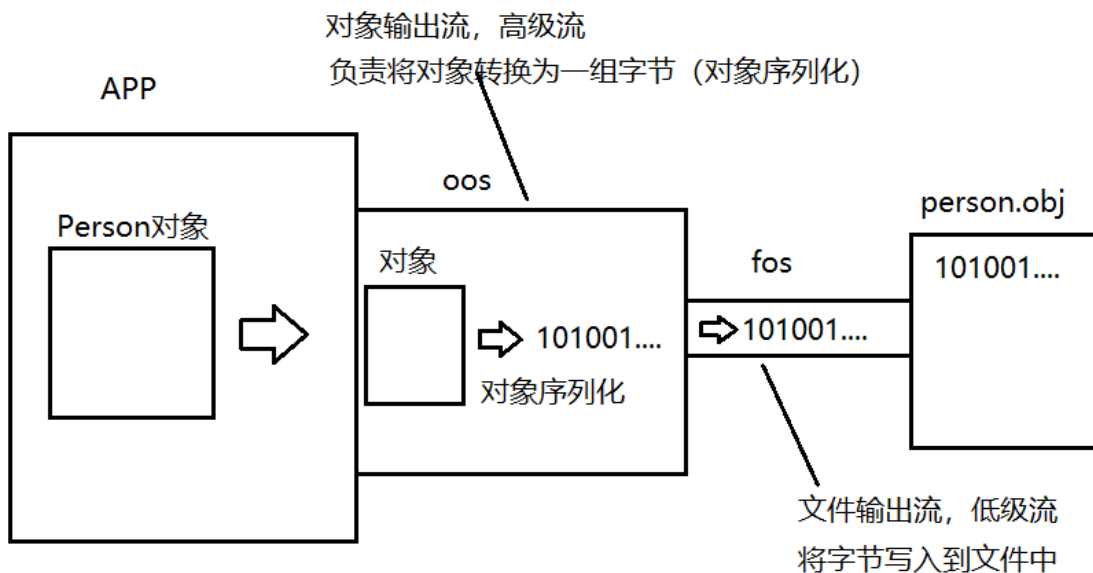 对象输出流，高级流
负责将对象转换为一组字节（对象序列化）
APP
oos
person.obj
Person对象
对象
fos
101001....
101001....
101001....
对象序列化
文件输出流，低级流
将字节写入到文件中